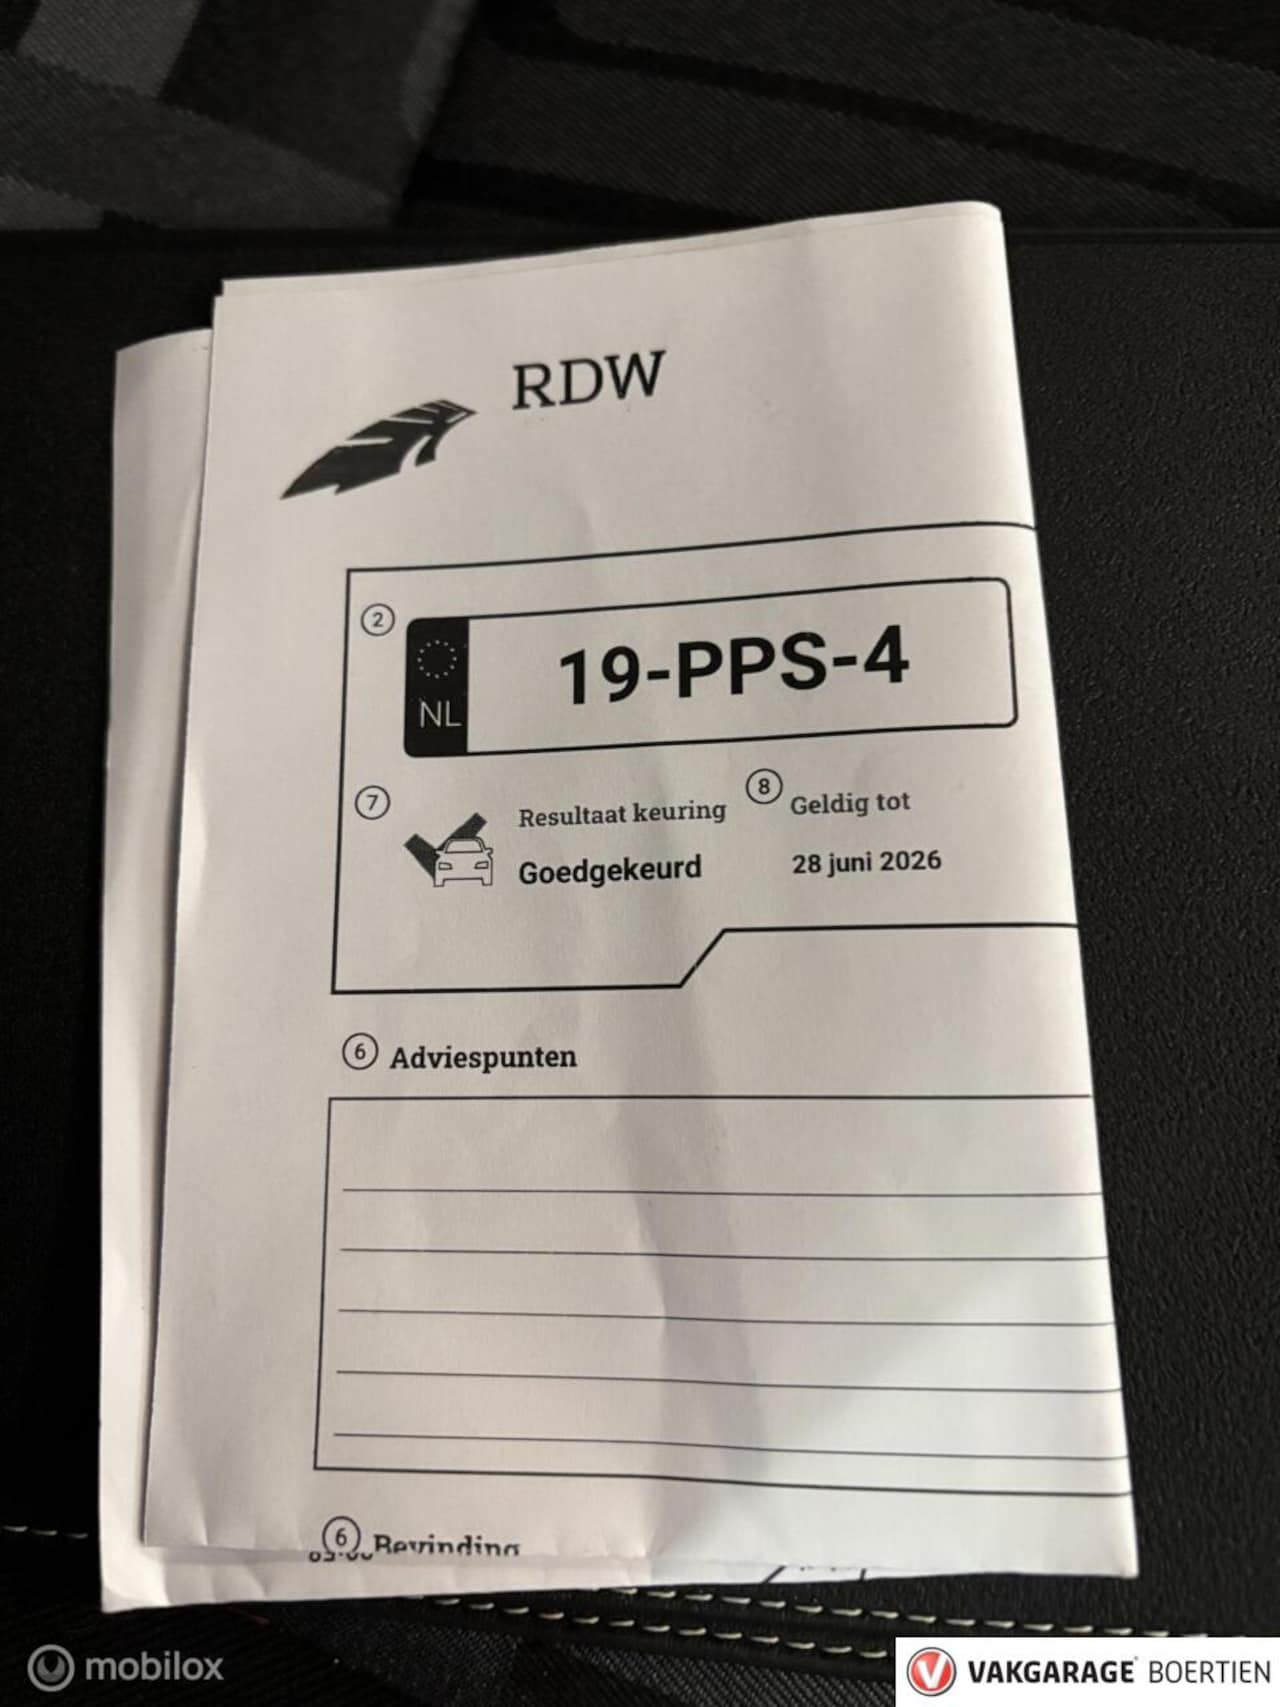 RDW
2
NL
19-PPS-4
7
Resultaat keuring
Goedgekeurd
8
Geldig tot
28 juni 2026
6 Adviespunten
6 Bevinding
mobilox
VAKGARAGE BOERTIEN